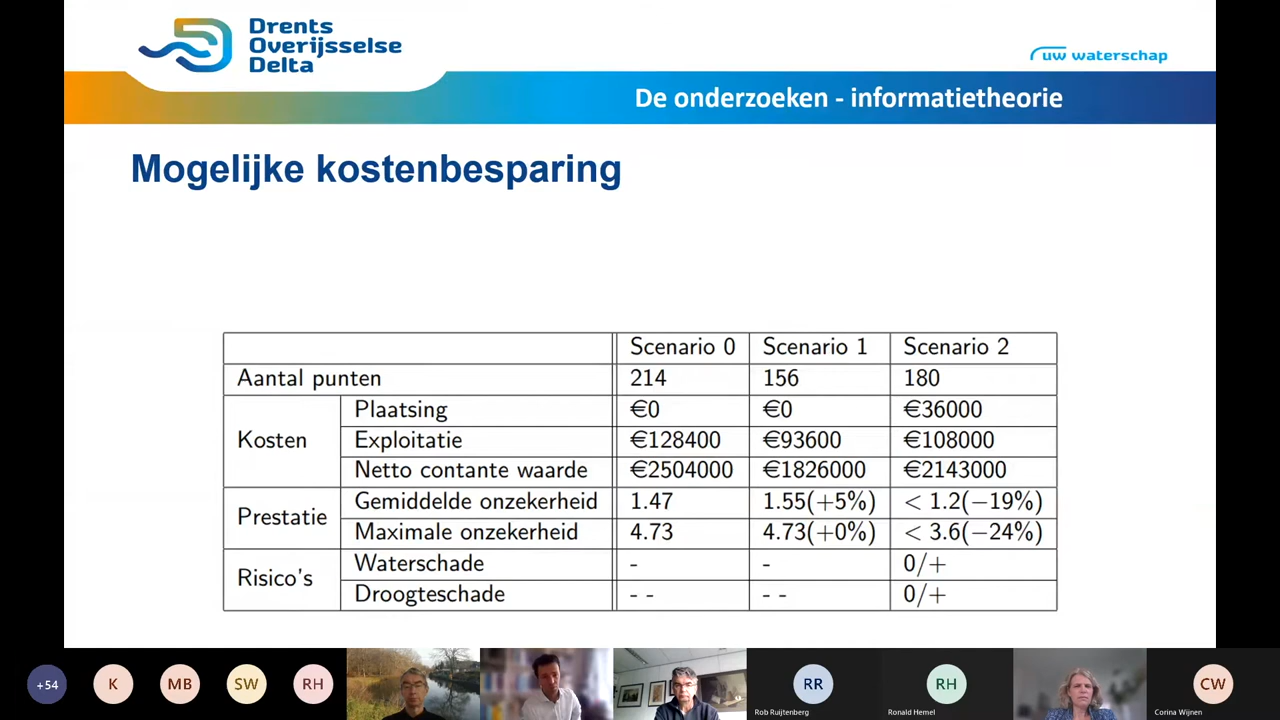 Drents
Overijsselse
Delta
uw waterschap
De onderzoeken - informatietheorie
Mogelijke kostenbesparing
Scenario 0 Scenario 1 Scenario 2
Aantal punten 214 156 180
Kosten Plaatsing €0 €0 €36000
Exploitatie €128400 €93600 €108000
Netto contante waarde €2504000 €1826000 €2143000
Prestatie Gemiddelde onzekerheid 1.47 1.55(+5%) < 1.2(−19%)
Maximale onzekerheid 4.73 4.73(+0%) < 3.6(−24%)
Risico's Waterschade - - 0/+
Droogteschade - - - - 0/+
+54 K MB SW RH RR RH CW
Rob Ruijtenberg Ronald Hemel Corina Wijnen